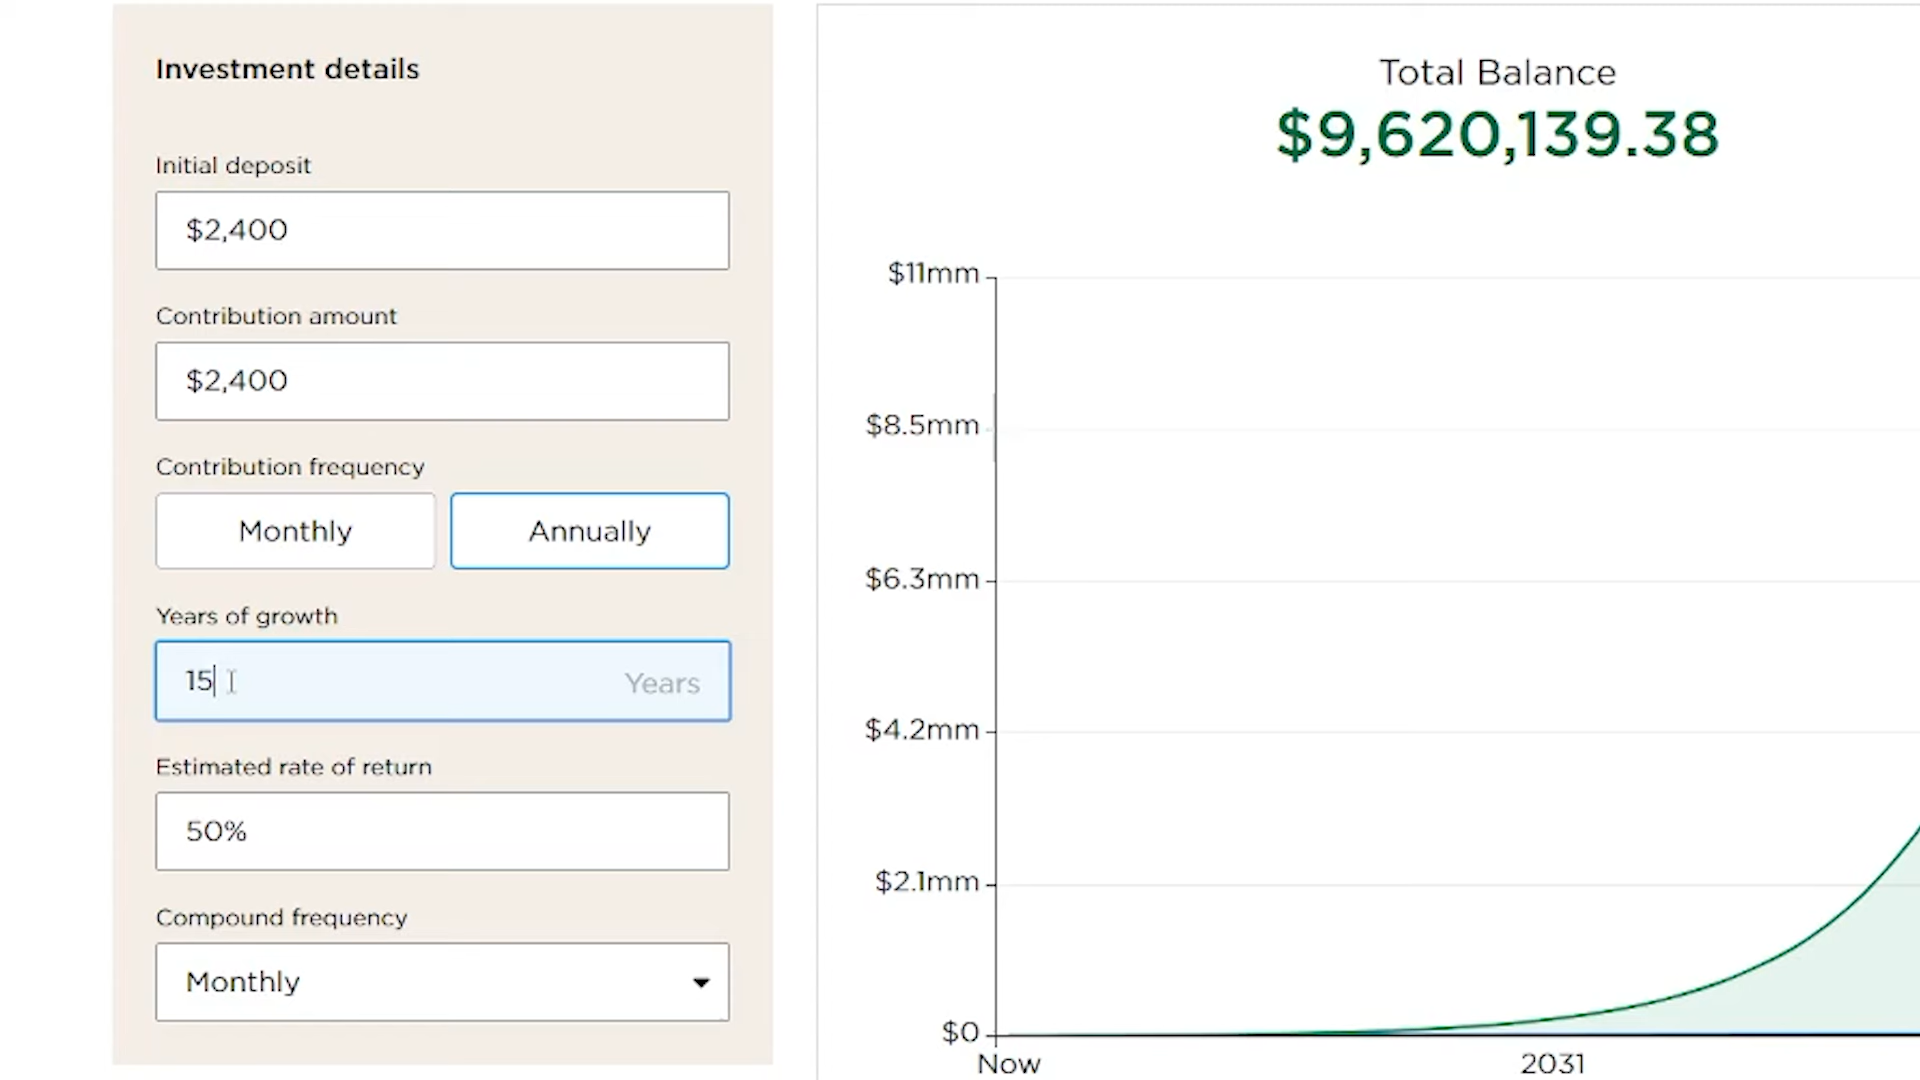 Investment details
Initial deposit
$2,400
Contribution amount
$2,400
Contribution frequency
Monthly
Annually
Years of growth
15
Years
Estimated rate of return
50%
Compound frequency
Monthly
Total Balance
$9,620,139.38
$11mm
$8.5mm
$6.3mm
$4.2mm
$2.1mm
$0
Now
2031